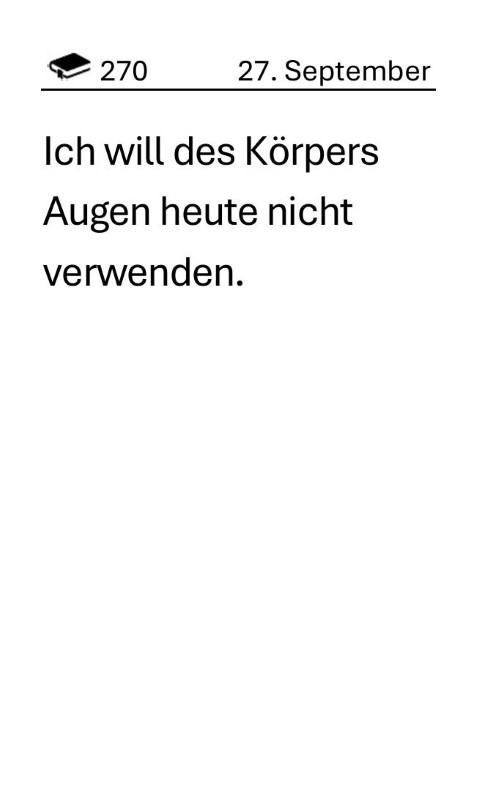 270 27. September
Ich will des Körpers
Augen heute nicht
verwenden.